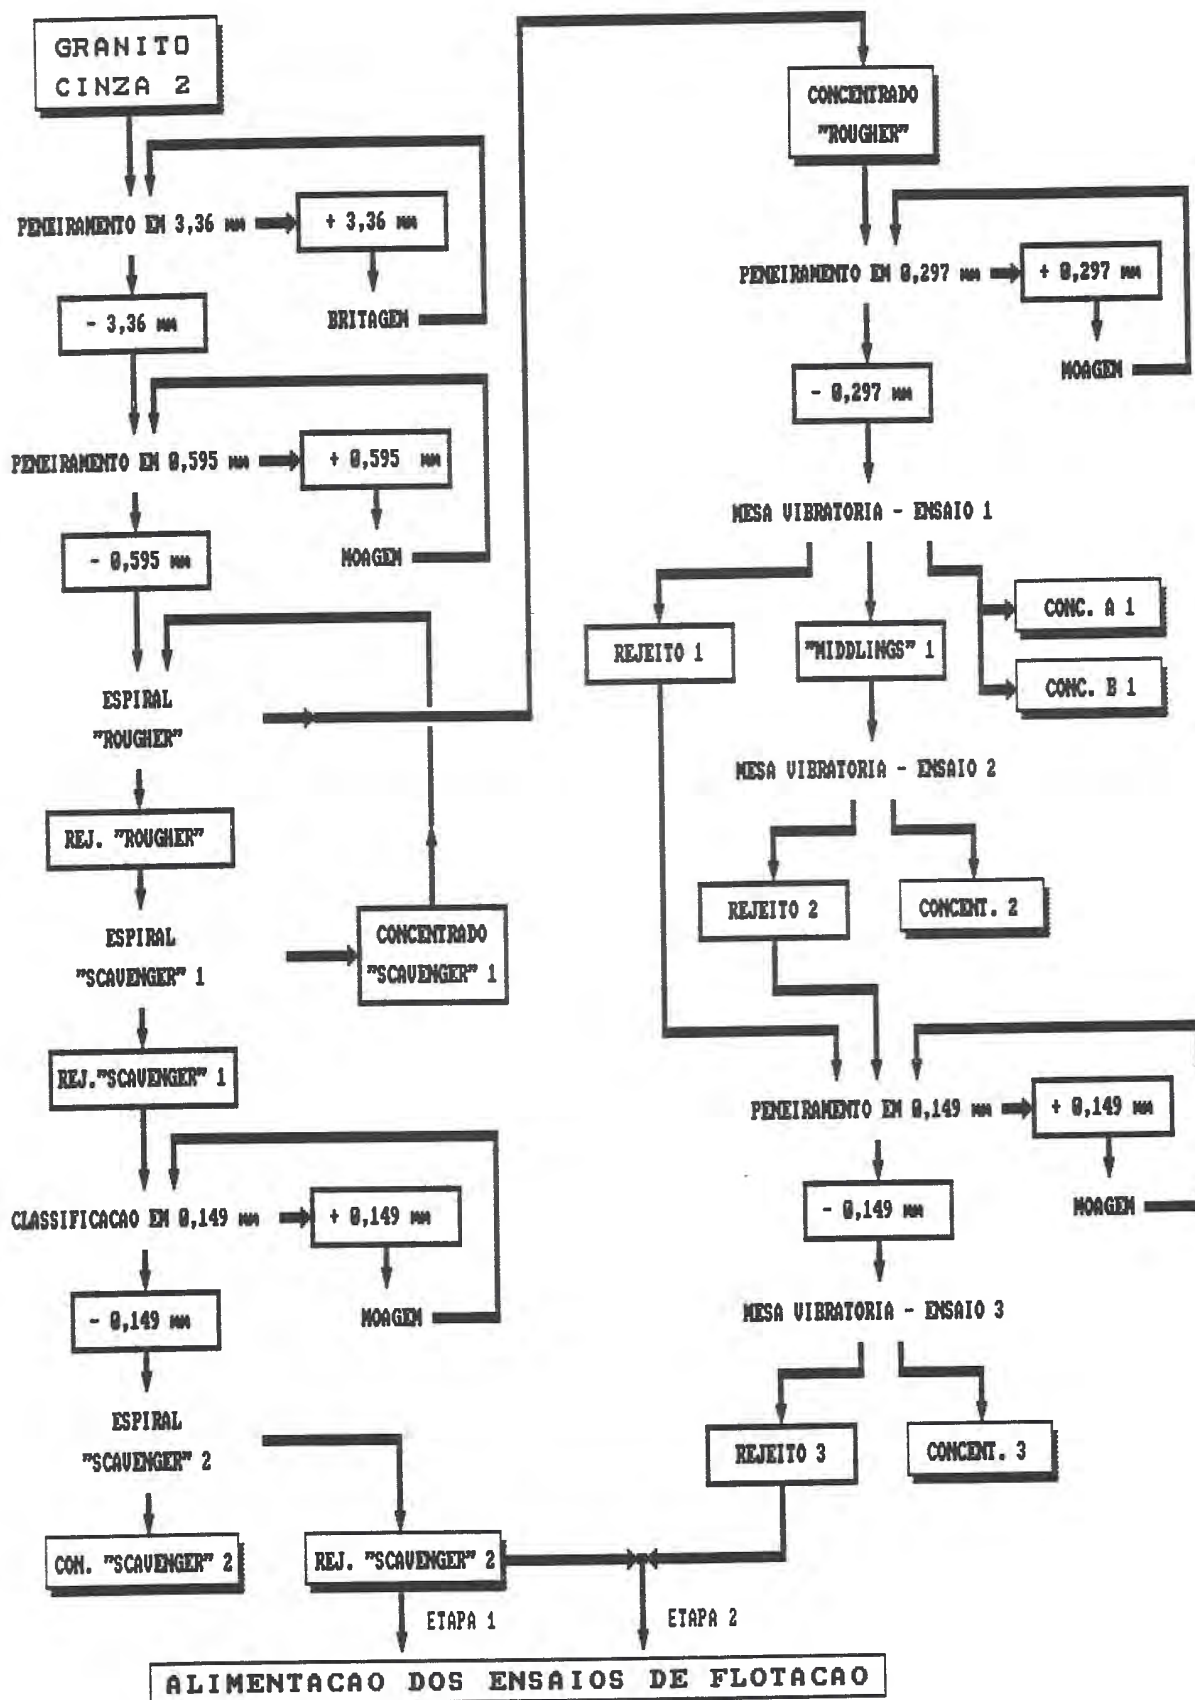 GRANITO
CINZA 2
PENEIRAMENTO EM 3,36 MM
+ 3,36 MM
- 3,36 MM
BRITAGEM
PENEIRAMENTO EM 0,595 MM
+ 0,595 MM
- 0,595 MM
MOAGEM
ESPIRAL
"ROUGHER"
REJ. "ROUGHER"
ESPIRAL
"SCAVENGER" 1
CONCENTRADO
"SCAVENGER" 1
REJ."SCAVENGER" 1
CLASSIFICACAO EM 0,149 MM
+ 0,149 MM
- 0,149 MM
MOAGEM
ESPIRAL
"SCAVENGER" 2
CON. "SCAVENGER" 2
REJ. "SCAVENGER" 2
CONCENTRADO
"ROUGHER"
PENEIRAMENTO EM 0,297 MM
+ 0,297 MM
- 0,297 MM
MOAGEM
MESA VIBRATORIA - ENSAIO 1
REJEITO 1
"MIDDLINGS" 1
CONC. A 1
CONC. B 1
MESA VIBRATORIA - ENSAIO 2
REJEITO 2
CONCENT. 2
PENEIRAMENTO EM 0,149 MM
+ 0,149 MM
- 0,149 MM
MOAGEM
MESA VIBRATORIA - ENSAIO 3
REJEITO 3
CONCENT. 3
ETAPA 1
ETAPA 2
ALIMENTACAO DOS ENSAIOS DE FLOTACAO